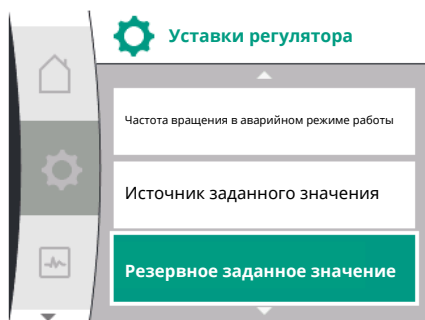 Уставки регулятора
Частота вращения в аварийном режиме работы
Источник заданного значения
Резервное заданное значение